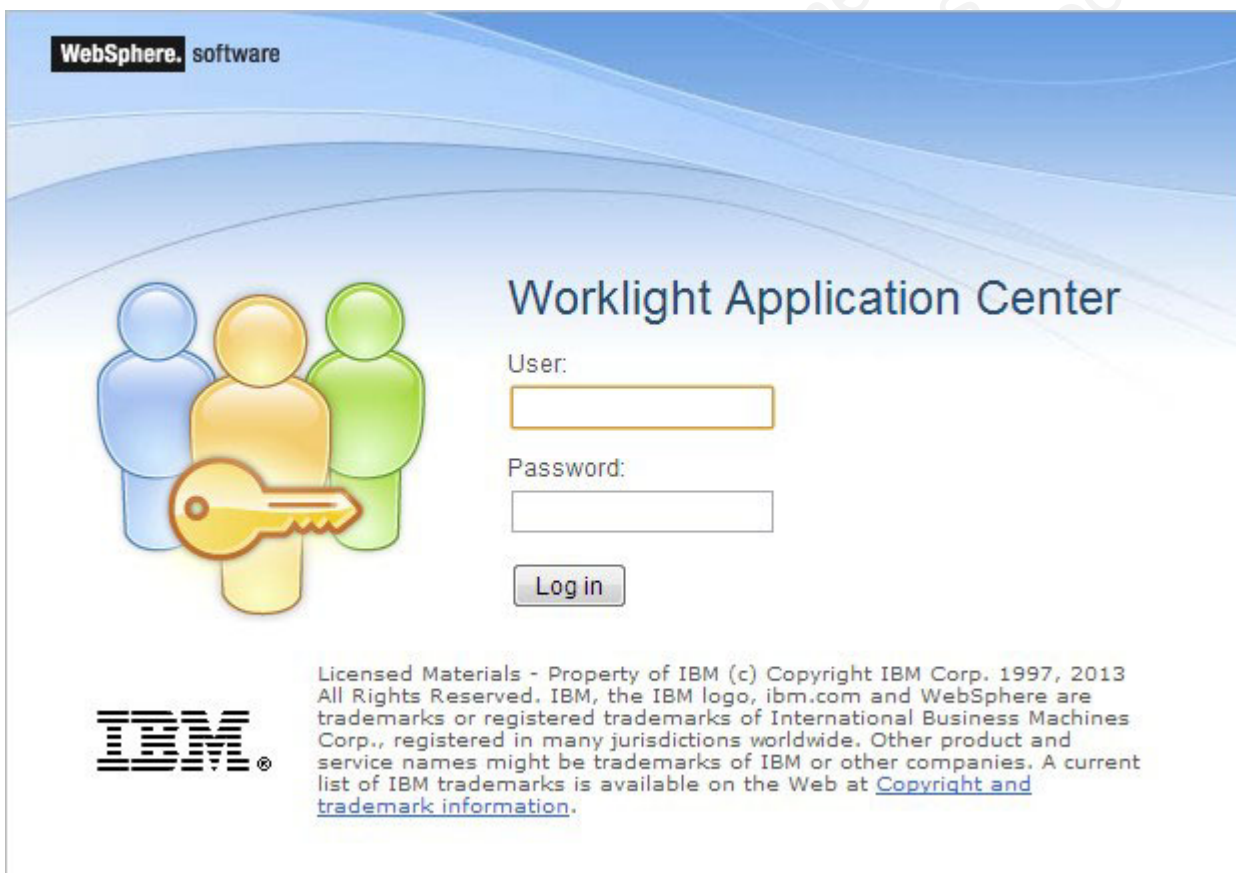 WebSphere. software
Worklight Application Center
User:
Password:
Log in
Licensed Materials - Property of IBM (c) Copyright IBM Corp. 1997, 2013
All Rights Reserved. IBM, the IBM logo, ibm.com and WebSphere are
trademarks or registered trademarks of International Business Machines
Corp., registered in many jurisdictions worldwide. Other product and
service names might be trademarks of IBM or other companies. A current
list of IBM trademarks is available on the Web at Copyright and
trademark information.
IBM®